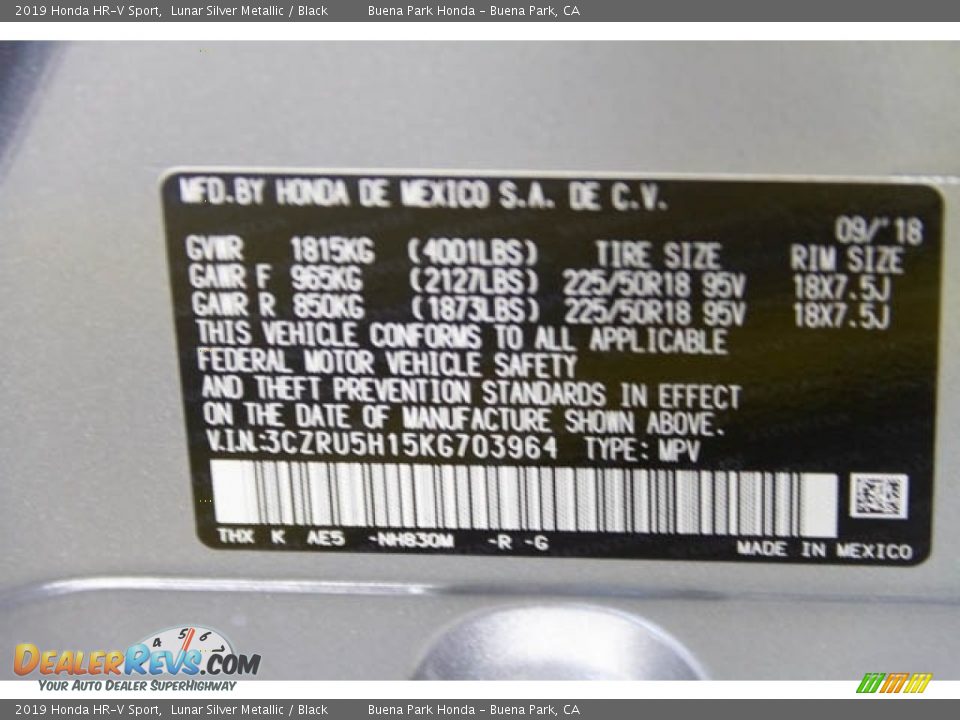 2019 Honda HR-V Sport, Lunar Silver Metallic / Black Buena Park Honda - Buena Park, CA
MFD.BY HONDA DE MEXICO S.A. DE C.V.
09/'18
GVWR 1815KG (4001LBS) TIRE SIZE RIM SIZE
GAWR F 965KG (2127LBS) 225/50R18 95V 18X7.5J
GAWR R 850KG (1873LBS) 225/50R18 95V 18X7.5J
THIS VEHICLE CONFORMS TO ALL APPLICABLE
FEDERAL MOTOR VEHICLE SAFETY
AND THEFT PREVENTION STANDARDS IN EFFECT
ON THE DATE OF MANUFACTURE SHOWN ABOVE.
V.I.N.:3CZRU5H15KG703964 TYPE: MPV
THX K AE5 -NH830M -R -G
MADE IN MEXICO
4 5 6
DEALERREVS.COM
YOUR AUTO DEALER SUPERHIGHWAY
2019 Honda HR-V Sport, Lunar Silver Metallic / Black Buena Park Honda - Buena Park, CA